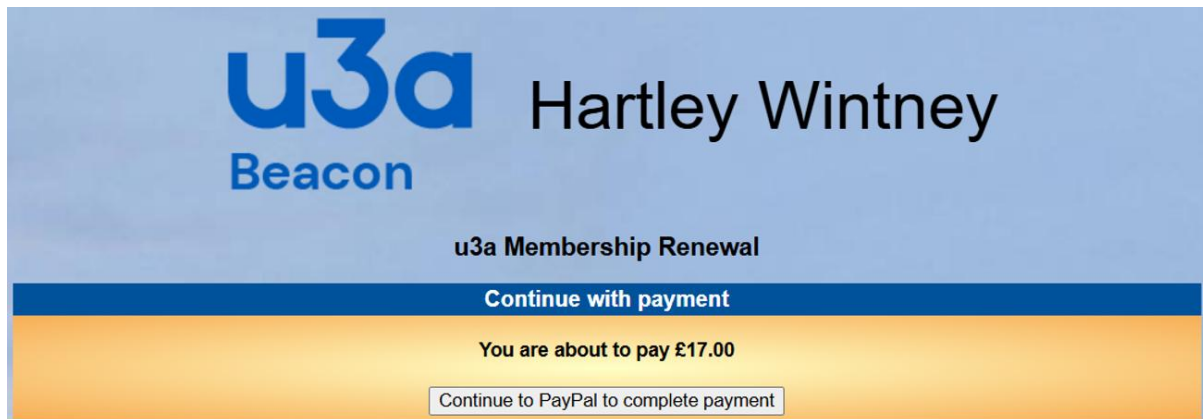 u3a
Hartley Wintney
Beacon
u3a Membership Renewal
Continue with payment
You are about to pay £17.00
Continue to PayPal to complete payment